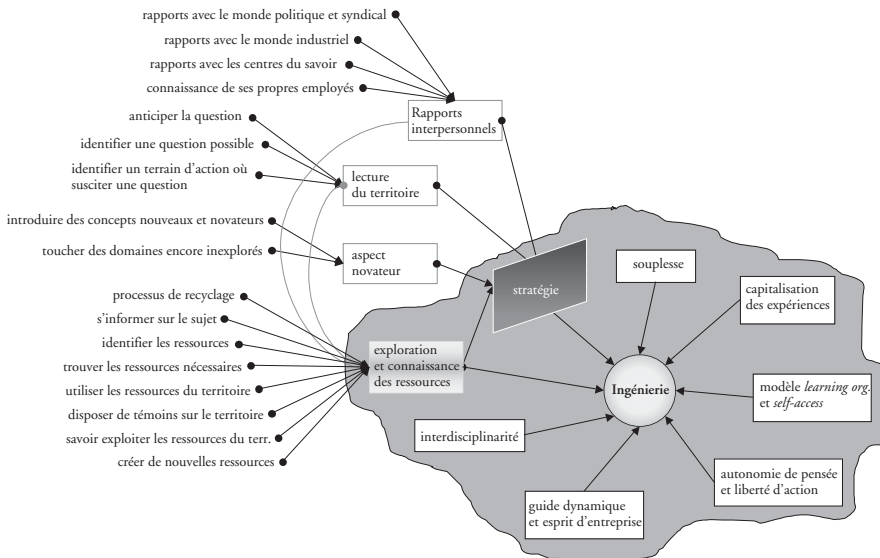 rapports avec le monde politique et syndical
rapports avec le monde industriel
rapports avec les centres du savoir
connaissance de ses propres employés
Rapports
interpersonnels
anticiper la question
identifier une question possible
identifier un terrain d'action où
susciter une question
lecture
du territoire
introduire des concepts nouveaux et novateurs
toucher des domaines encore inexplorés
aspect
novateur
stratégie
souplesse
capitalisation
des expériences
processus de recyclage
s'informer sur le sujet
identifier les ressources
trouver les ressources nécessaires
utiliser les ressources du territoire
disposer de témoins sur le territoire
savoir exploiter les ressources du terr.
créer de nouvelles ressources
exploration
et connaissance
des ressources
Ingénierie
modèle learning org.
et self-access
interdisciplinarité
autonomie de pensée
et liberté d'action
guide dynamique
et esprit d'entreprise